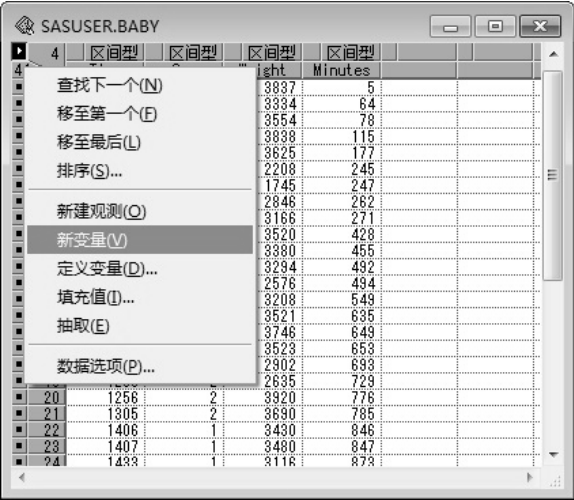 SASUSER.BABY
4 区间型 区间型 区间型 区间型
ight Minutes
查找下一个(N)
移至第一个(F)
移至最后(L)
排序(S)...
新建观测(O)
新变量(V)
定义变量(D)...
填充值(I)...
抽取(E)
数据选项(P)...
3837 5
3334 64
3554 78
3838 115
3625 177
2208 245
1745 247
2846 262
3166 271
3520 428
3380 455
3294 492
2576 494
3208 549
3521 635
3746 649
3523 653
2902 693
2635 729
20 1256 2 3920 776
21 1305 2 3690 785
22 1406 1 3430 846
23 1407 1 3480 847
24 1433 1 3116 873